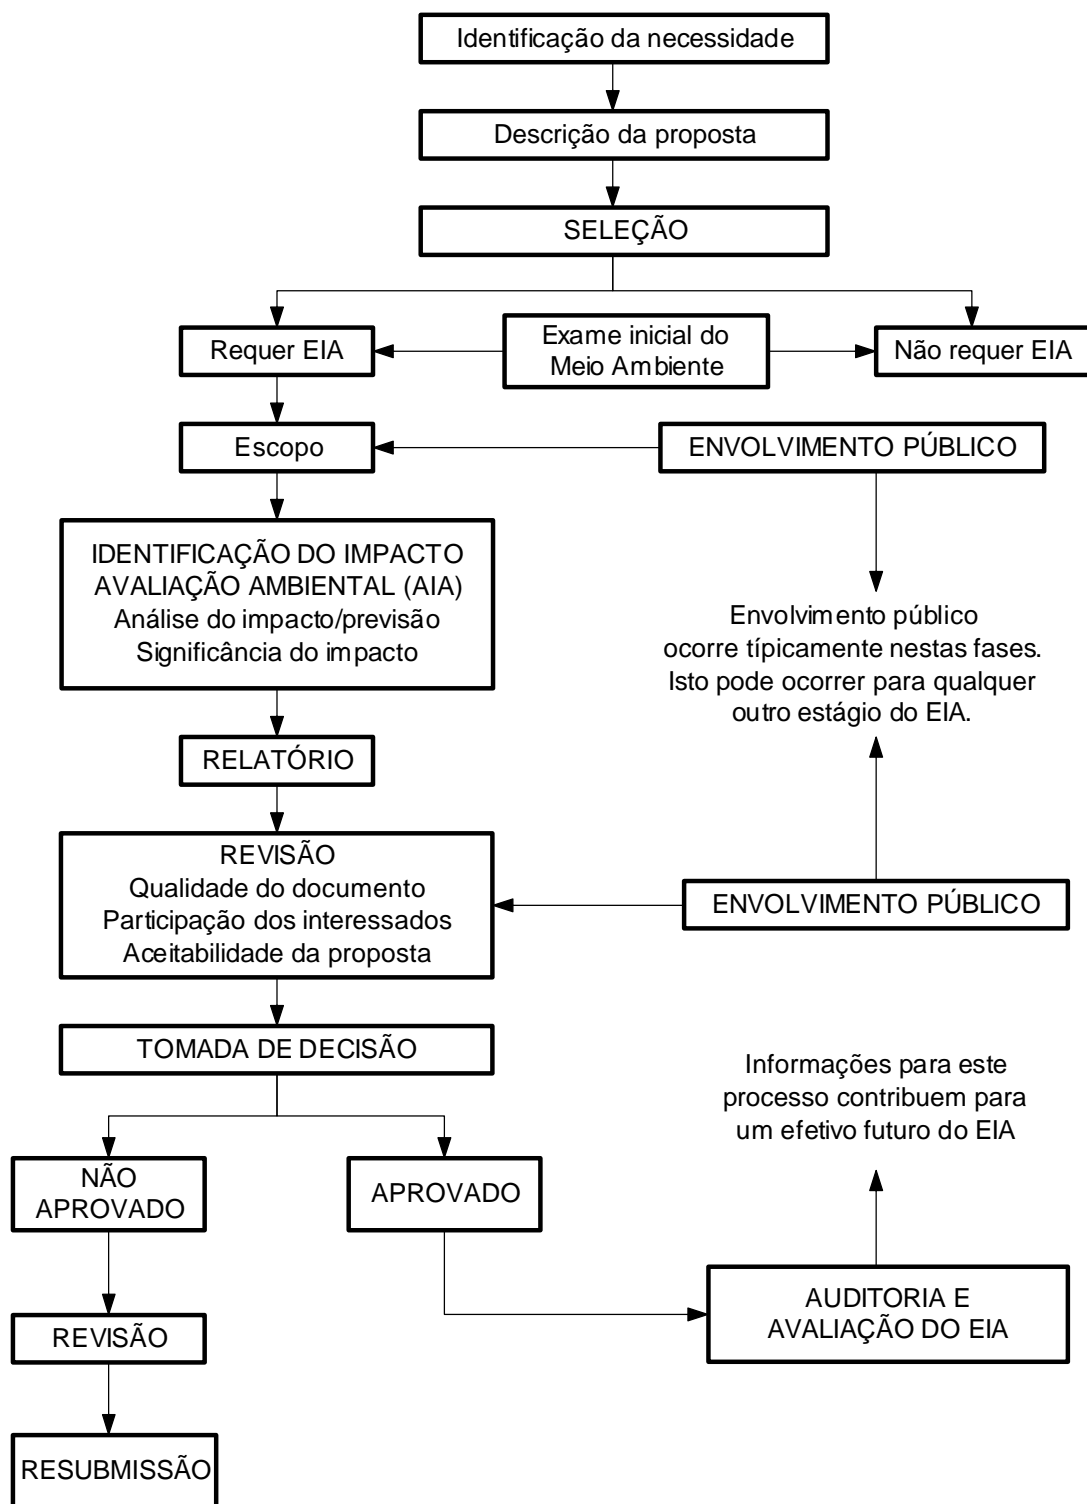 Identificação da necessidade
Descrição da proposta
SELEÇÃO
Requer EIA
Exame inicial do
Meio Ambiente
Não requer EIA
Escopo
ENVOLVIMENTO PÚBLICO
IDENTIFICAÇÃO DO IMPACTO
AVALIAÇÃO AMBIENTAL (AIA)
Análise do impacto/previsão
Significância do impacto
Envolvimento público
ocorre típicamente nestas fases.
Isto pode ocorrer para qualquer
outro estágio do EIA.
RELATÓRIO
REVISÃO
Qualidade do documento
Participação dos interessados
Aceitabilidade da proposta
ENVOLVIMENTO PÚBLICO
TOMADA DE DECISÃO
Informações para este
processo contribuem para
um efetivo futuro do EIA
NÃO
APROVADO
APROVADO
AUDITORIA E
AVALIAÇÃO DO EIA
REVISÃO
RESUBMISSÃO